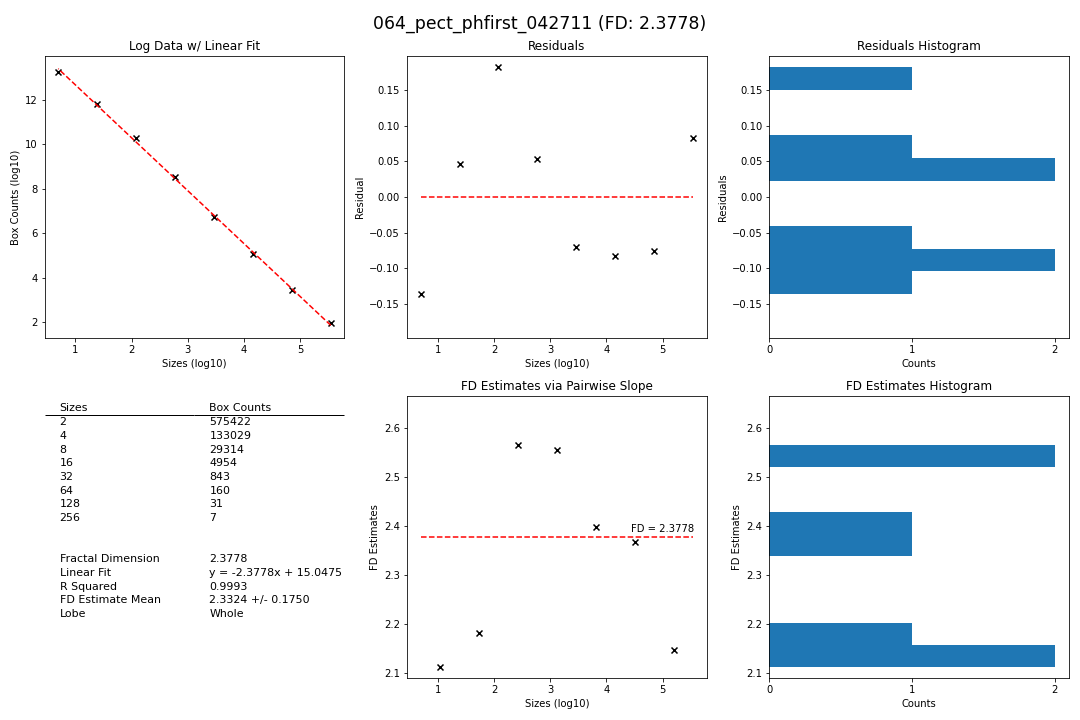 064_pect_phfirst_042711 (FD: 2.3778)
Log Data w/ Linear Fit
12
10
8
6
4
2
Box Counts (log10)
1 2 3 4 5
Sizes (log10)
Residuals
0.15
0.10
0.05
0.00
−0.05
−0.10
−0.15
Residual
1 2 3 4 5
Sizes (log10)
Residuals Histogram
0.15
0.10
0.05
0.00
−0.05
−0.10
−0.15
Residuals
0 1 2
Counts
Sizes Box Counts
2 575422
4 133029
8 29314
16 4954
32 843
64 160
128 31
256 7
Fractal Dimension 2.3778
Linear Fit y = -2.3778x + 15.0475
R Squared 0.9993
FD Estimate Mean 2.3324 +/- 0.1750
Lobe Whole
FD Estimates via Pairwise Slope
2.6
2.5
2.4
2.3
2.2
2.1
FD Estimates
FD = 2.3778
1 2 3 4 5
Sizes (log10)
FD Estimates Histogram
2.6
2.5
2.4
2.3
2.2
2.1
FD Estimates
0 1 2
Counts